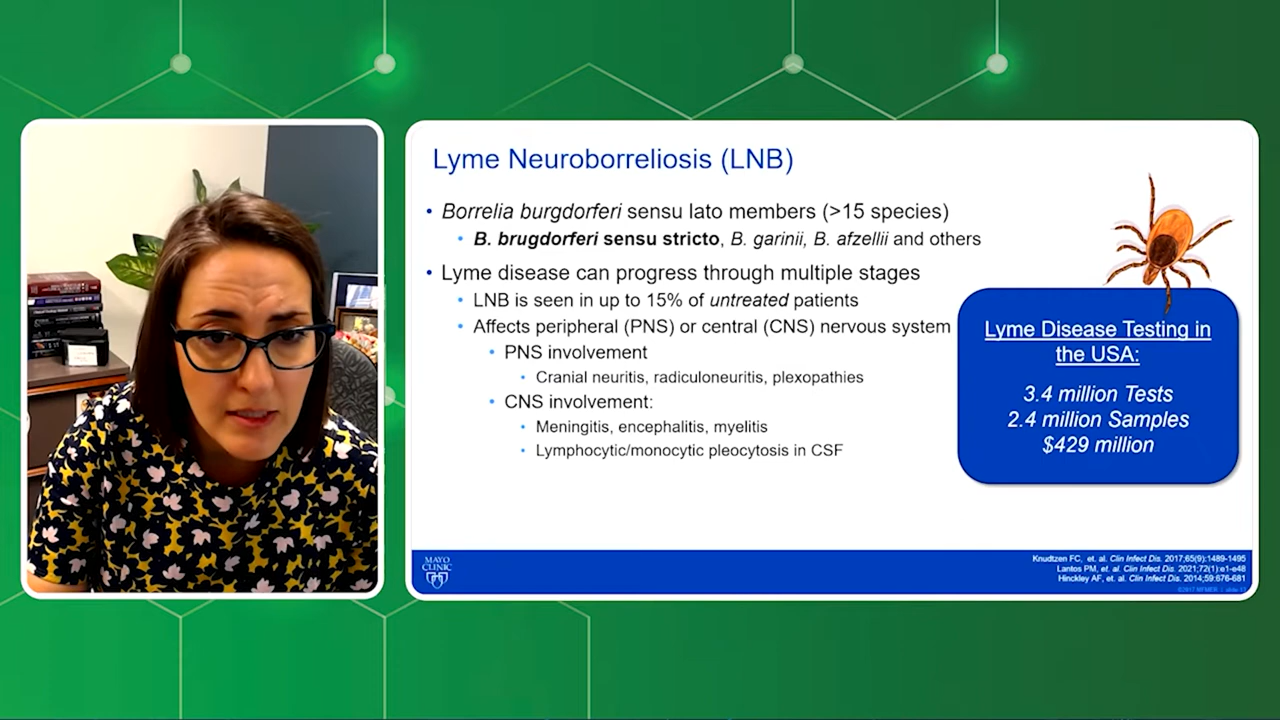 Lyme Neuroborreliosis (LNB)
• Borrelia burgdorferi sensu lato members (>15 species)
• B. brugdorferi sensu stricto, B. garinii, B. afzellii and others
• Lyme disease can progress through multiple stages
• LNB is seen in up to 15% of untreated patients
• Affects peripheral (PNS) or central (CNS) nervous system
• PNS involvement
• Cranial neuritis, radiculoneuritis, plexopathies
• CNS involvement:
• Meningitis, encephalitis, myelitis
• Lymphocytic/monocytic pleocytosis in CSF
Lyme Disease Testing in
the USA:
3.4 million Tests
2.4 million Samples
$429 million
MAYO
CLINIC
Knudtzen FC, et. al. Clin Infect Dis. 2017;65(9):1489-1495
Lantos PM, et. al. Clin Infect Dis. 2021;72(1):e1-e48
Hinckley AF, et. al. Clin Infect Dis. 2014;59:676-681